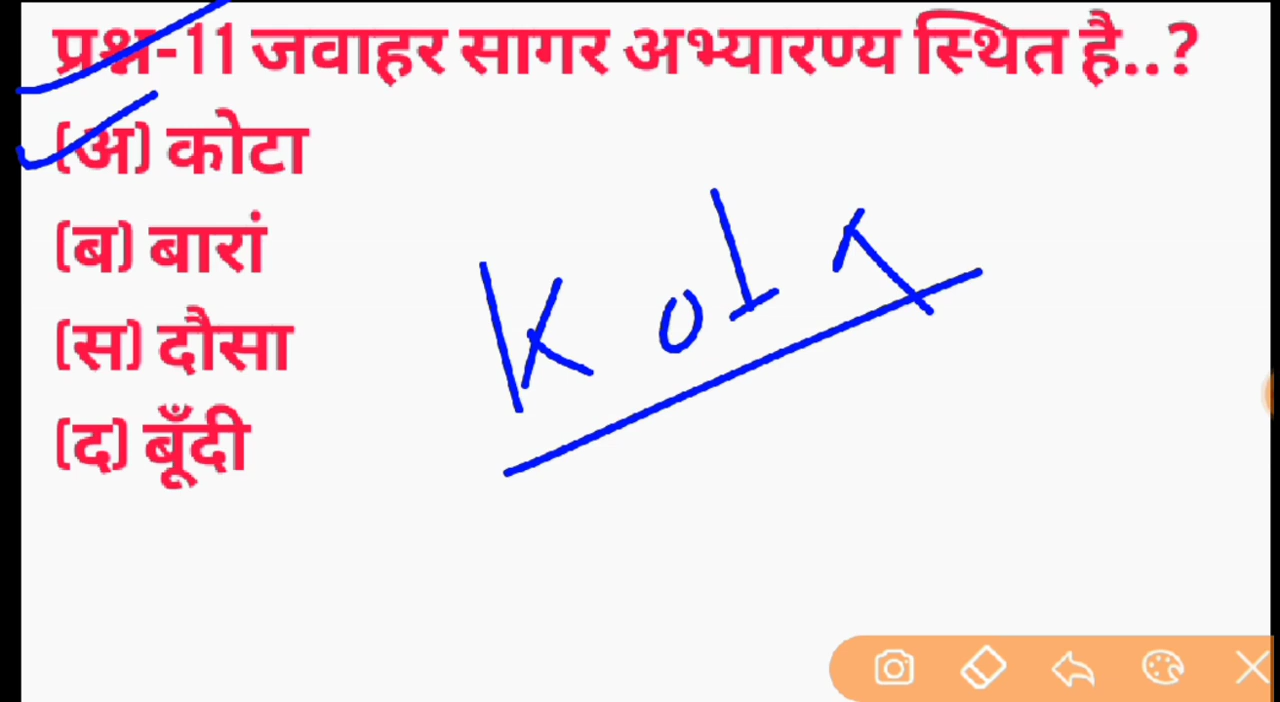 प्रश्न-11 जवाहर सागर अभ्यारण्य स्थित है..?
(अ) कोटा
(ब) बारां
(स) दौसा
(द) बूँदी
Kota